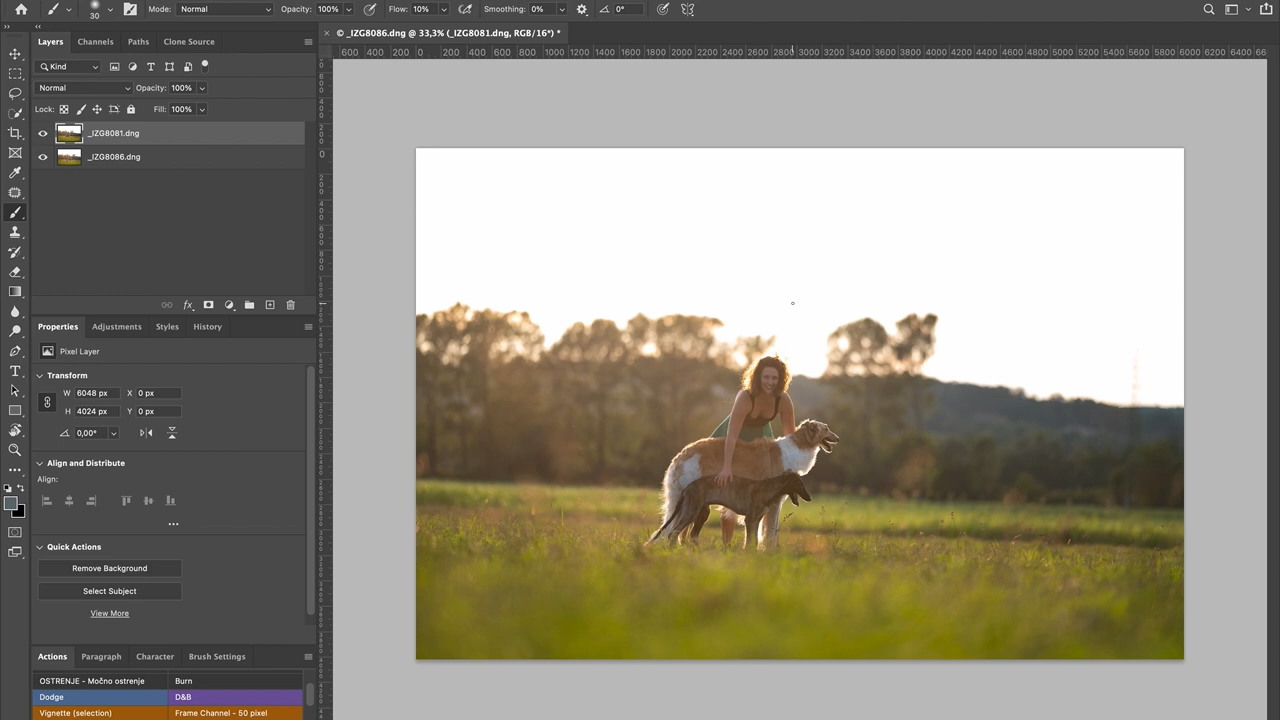 30 Mode: Normal Opacity: 100% Flow: 10% Smoothing: 0% 0°
Layers Channels Paths Clone Source
× © _IZG8086.dng @ 33,3% (_IZG8081.dng, RGB/16*) *
600 400 200 0 200 400 600 800 1000 1200 1400 1600 1800 2000 2200 2400 2600 2800 3000 3200 3400 3600 3800 4000 4200 4400 4600 4800 5000 5200 5400 5600 5800 6000 6200 6400 66
Kind
Normal Opacity: 100%
Lock: Fill: 100%
_IZG8081.dng
_IZG8086.dng
fx
Properties Adjustments Styles History
Pixel Layer
Transform
W 6048 px X 0 px
H 4024 px Y 0 px
0,00°
Align and Distribute
Align:
Quick Actions
Remove Background
Select Subject
View More
Actions Paragraph Character Brush Settings
OSTRENJE - Močno ostrenje Burn
Dodge D&B
Vignette (selection) Frame Channel - 50 pixel